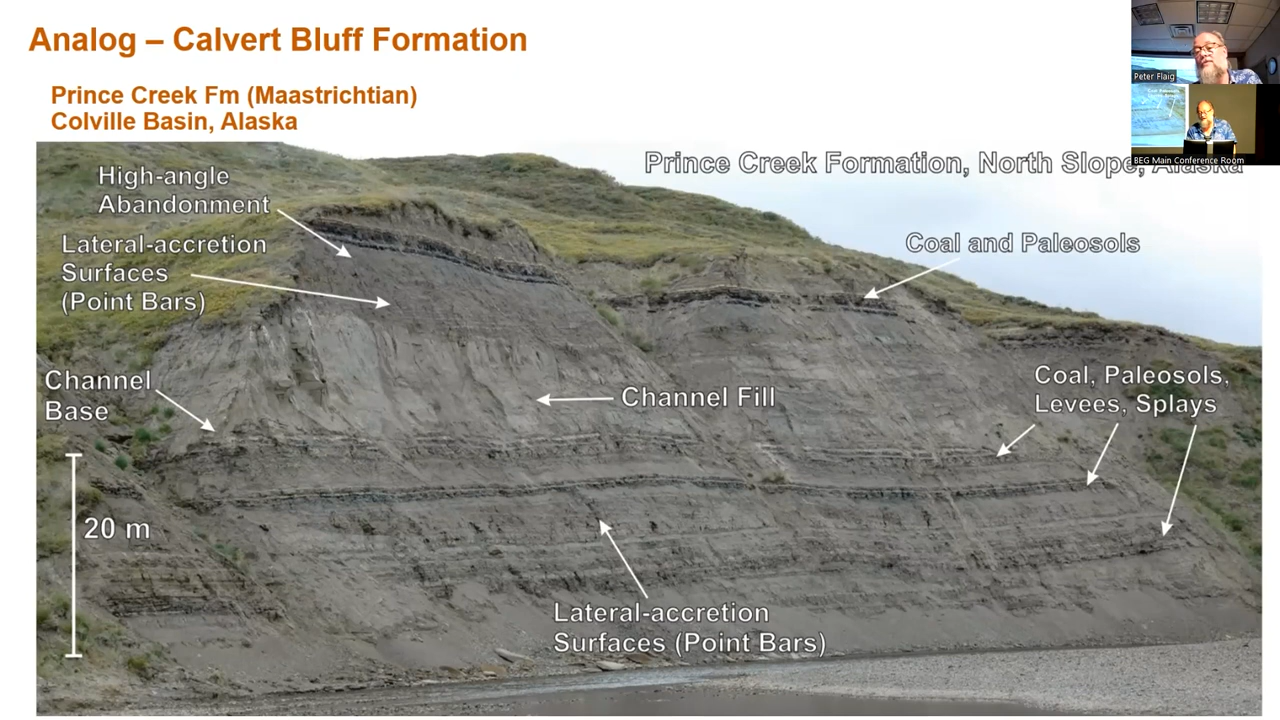 Analog – Calvert Bluff Formation
Prince Creek Fm (Maastrichtian)
Colville Basin, Alaska
Peter Flaig
BEG Main Conference Room
Prince Creek Formation, North Slope, Alaska
High-angle
Abandonment
Lateral-accretion
Surfaces
(Point Bars)
Coal and Paleosols
Channel
Base
Channel Fill
Coal, Paleosols,
Levees, Splays
20 m
Lateral-accretion
Surfaces (Point Bars)